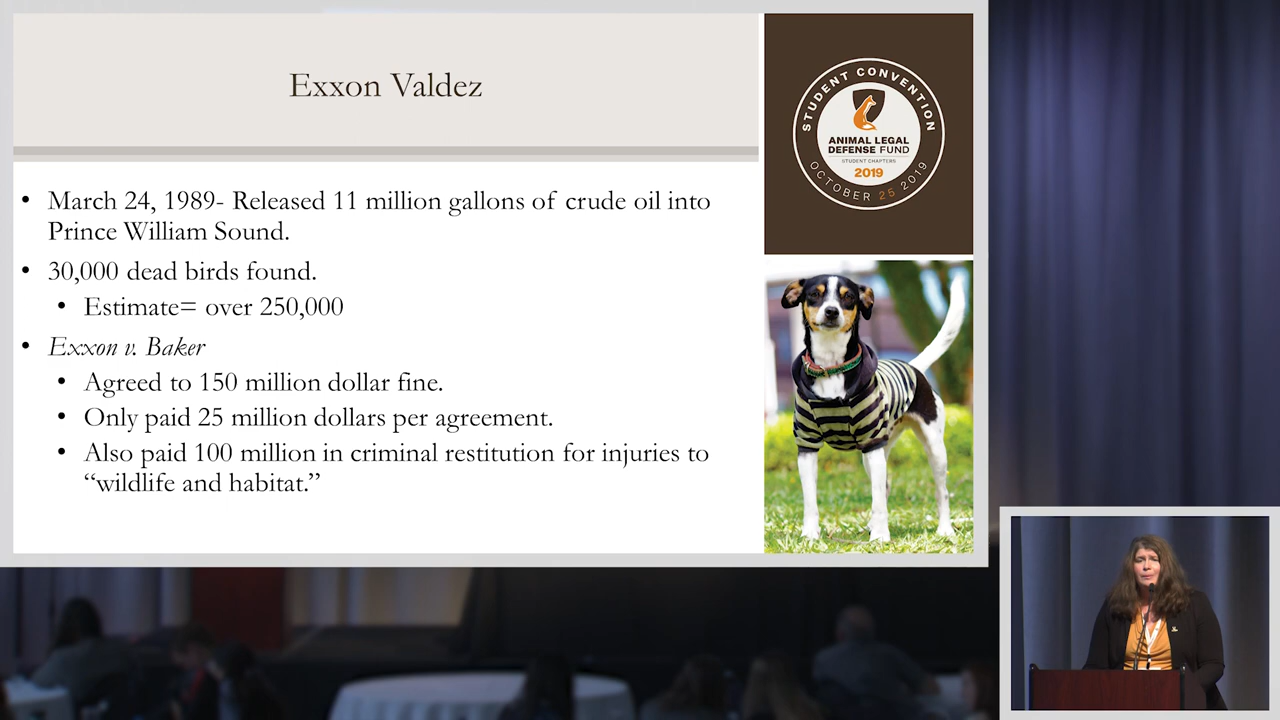 Exxon Valdez
• March 24, 1989- Released 11 million gallons of crude oil into
Prince William Sound.
• 30,000 dead birds found.
• Estimate= over 250,000
• Exxon v. Baker
• Agreed to 150 million dollar fine.
• Only paid 25 million dollars per agreement.
• Also paid 100 million in criminal restitution for injuries to
“wildlife and habitat.”
STUDENT CONVENTION
ANIMAL LEGAL
DEFENSE FUND
STUDENT CHAPTERS
2019
OCTOBER 25 2019